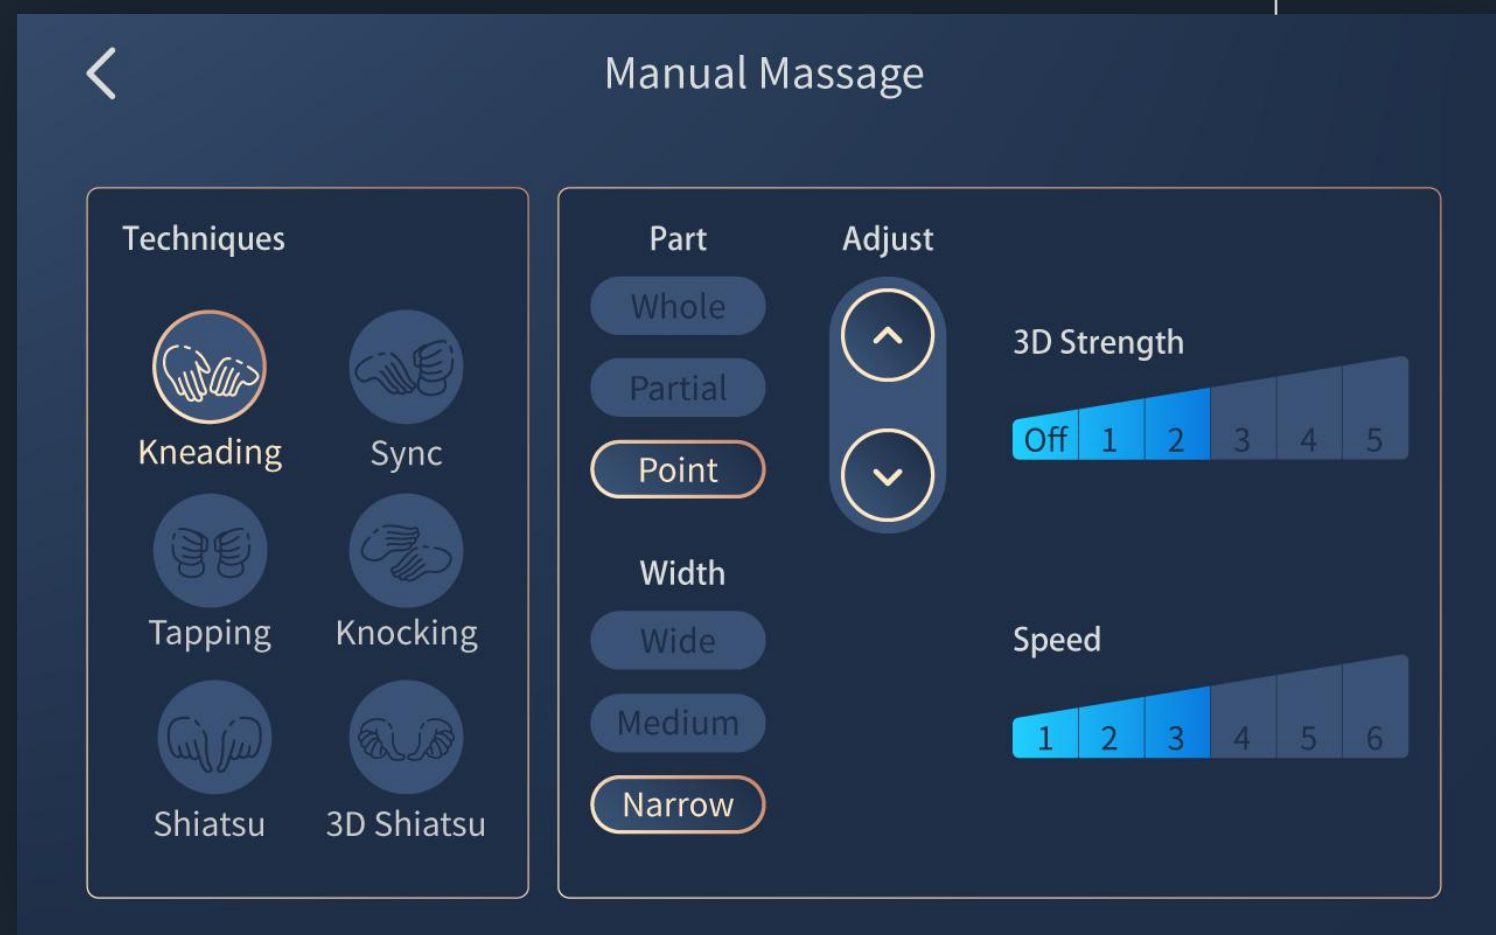 Manual Massage
Techniques
Kneading
Sync
Tapping
Knocking
Shiatsu
3D Shiatsu
Part
Whole
Partial
Point
Adjust
Width
Wide
Medium
Narrow
3D Strength
Off 1 2 3 4 5
Speed
1 2 3 4 5 6